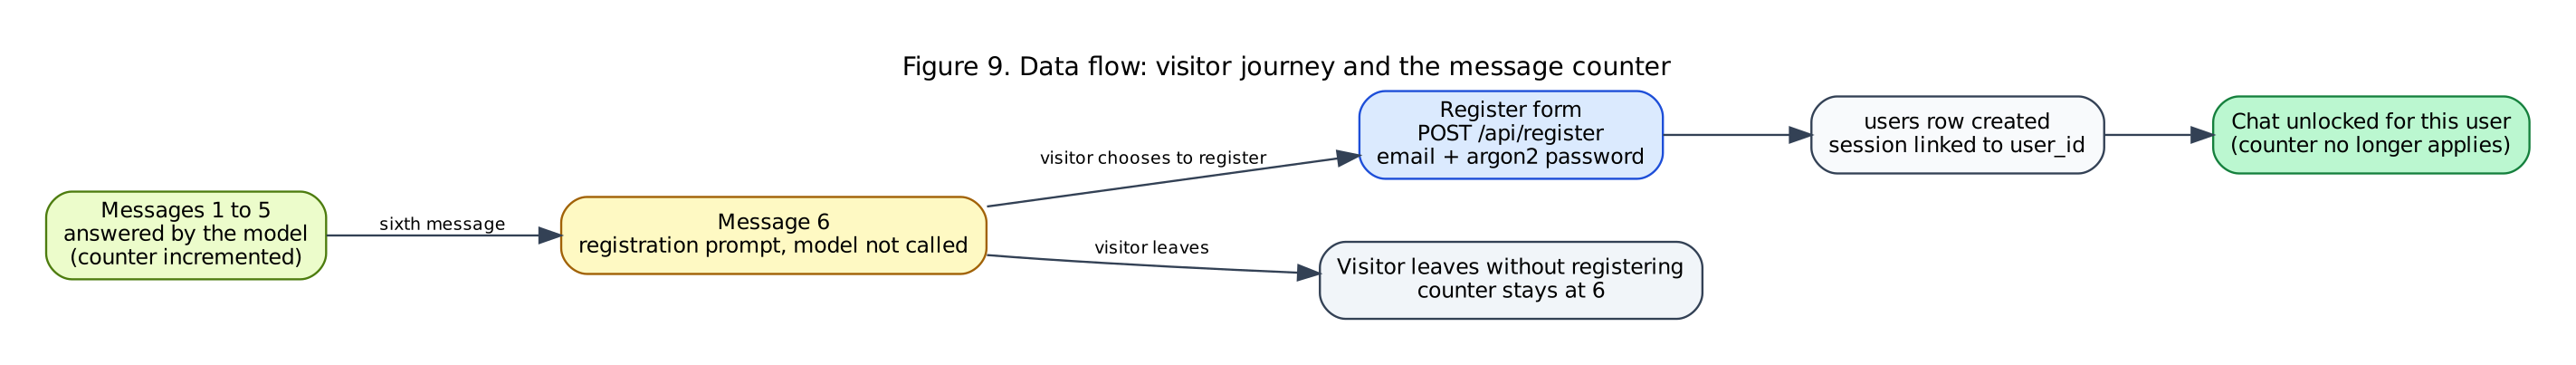 Figure 9. Data flow: visitor journey and the message counter
Messages 1 to 5
answered by the model
(counter incremented)
sixth message
Message 6
registration prompt, model not called
visitor chooses to register
Register form
POST /api/register
email + argon2 password
users row created
session linked to user_id
Chat unlocked for this user
(counter no longer applies)
visitor leaves
Visitor leaves without registering
counter stays at 6